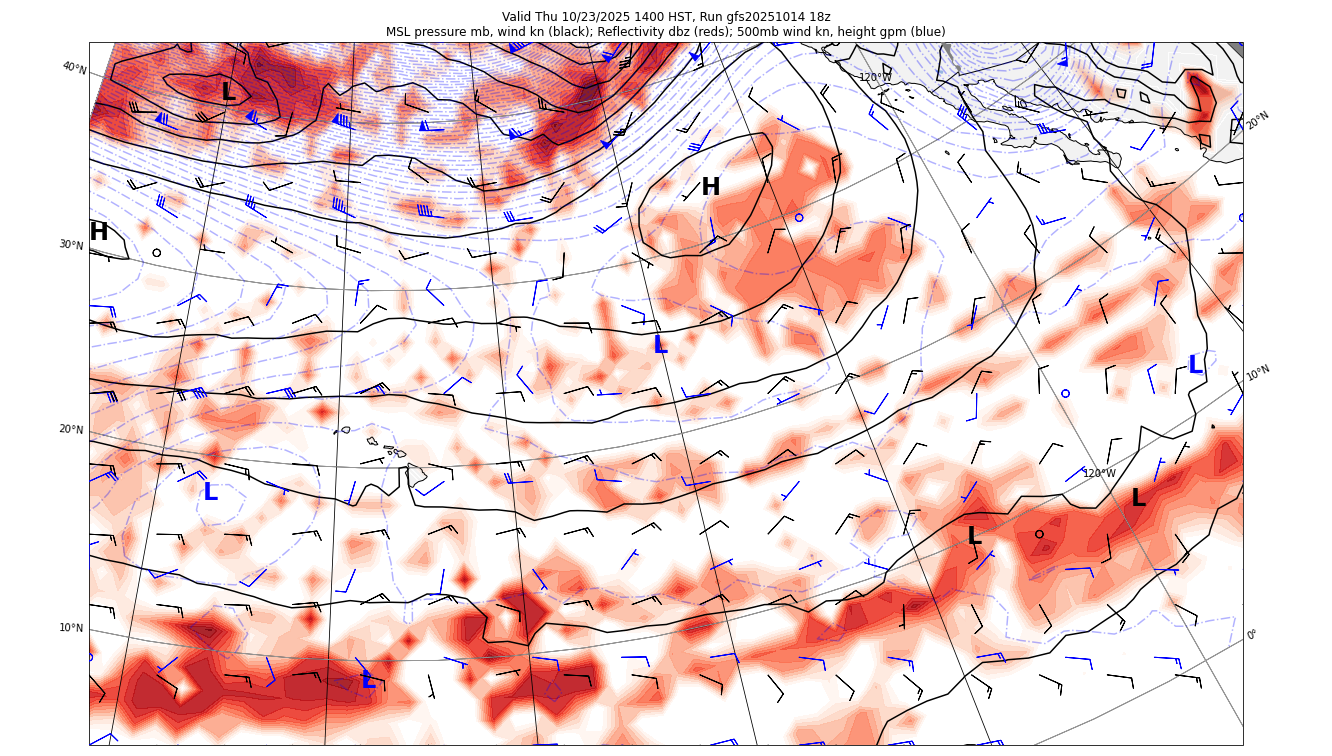 Valid Thu 10/23/2025 1400 HST, Run gfs20251014 18z
MSL pressure mb, wind kn (black); Reflectivity dbz (reds); 500mb wind kn, height gpm (blue)
40°N
120°W
L
20°N
H
H
30°N
L
L
10°N
20°N
120°W
L
L
L
10°N
0°
L